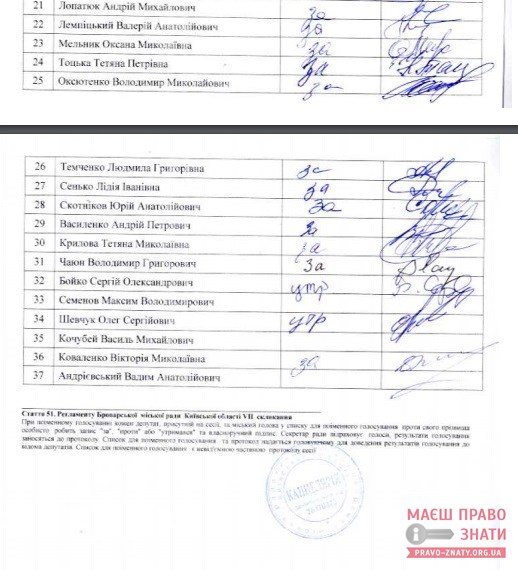 21 Лопатюк Андрій Михайлович за
22 Лемпіцький Валерій Анатолійович за
23 Мельник Оксана Миколаївна за
24 Тоцька Тетяна Петрівна за
25 Оксютенко Володимир Миколайович за
26 Темченко Людмила Григорівна за
27 Сенько Лідія Іванівна за
28 Скотніков Юрій Анатолійович за
29 Василенко Андрій Петрович за
30 Крилова Тетяна Миколаївна за
31 Чаюн Володимир Григорович за
32 Бойко Сергій Олександрович утр
33 Семенов Максим Володимирович
34 Шевчук Олег Сергійович утр
35 Кочубей Василь Михайлович
36 Коваленко Вікторія Миколаївна за
37 Андрієвський Вадим Анатолійович
Стаття 51. Регламенту Броварської міської ради Київської області VII скликання
При поіменному голосуванні кожен депутат, присутній на сесії, та міський голова у списку для поіменного голосування проти свого прізвища
особисто робить запис "за", "проти" або "утримався" та власноручний підпис. Секретар ради підраховує голоси, результати голосування
заносяться до протоколу. Список для поіменного голосування та протокол надається головуючому для доведення результатів голосування до
відома депутатів. Список для поіменного голосування є невід'ємною частиною протоколу сесії
КАНЦЕЛЯРІЯ
МАЄШ ПРАВО
ЗНАТИ
PRAVO-ZNATY.ORG.UA